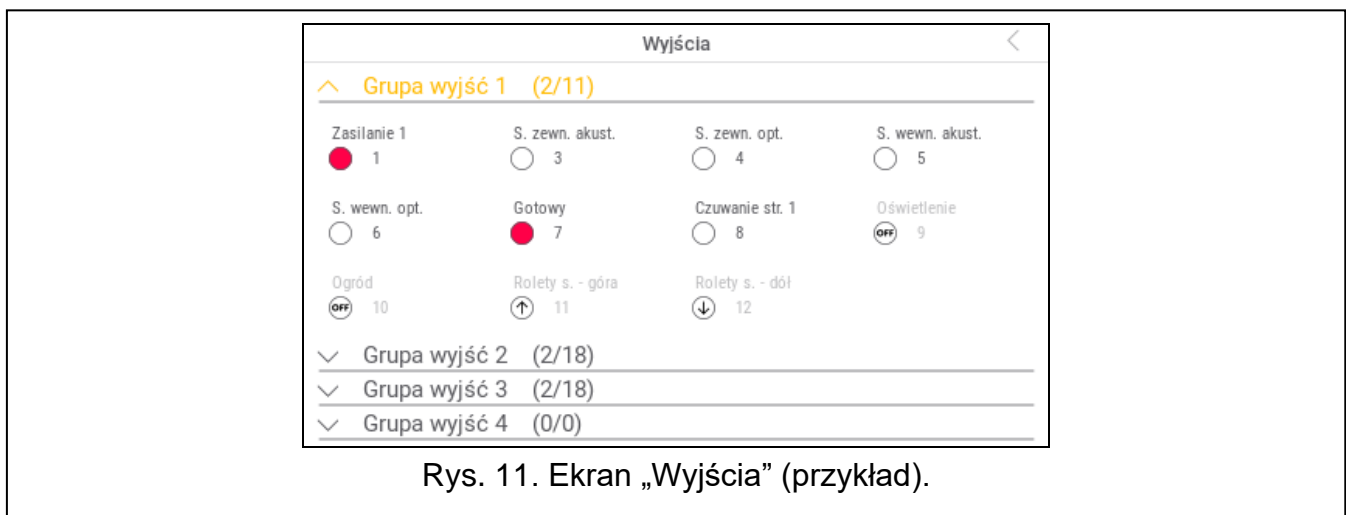 Wyjścia
Grupa wyjść 1 (2/11)
Zasilanie 1 S. zewn. akust. S. zewn. opt. S. wewn. akust.
1 3 4 5
S. wewn. opt. Gotowy Czuwanie str. 1 Oświetlenie
6 7 8 OFF 9
Ogród Rolety s. - góra Rolety s. - dół
OFF 10 11 12
Grupa wyjść 2 (2/18)
Grupa wyjść 3 (2/18)
Grupa wyjść 4 (0/0)
Rys. 11. Ekran „Wyjścia” (przykład).